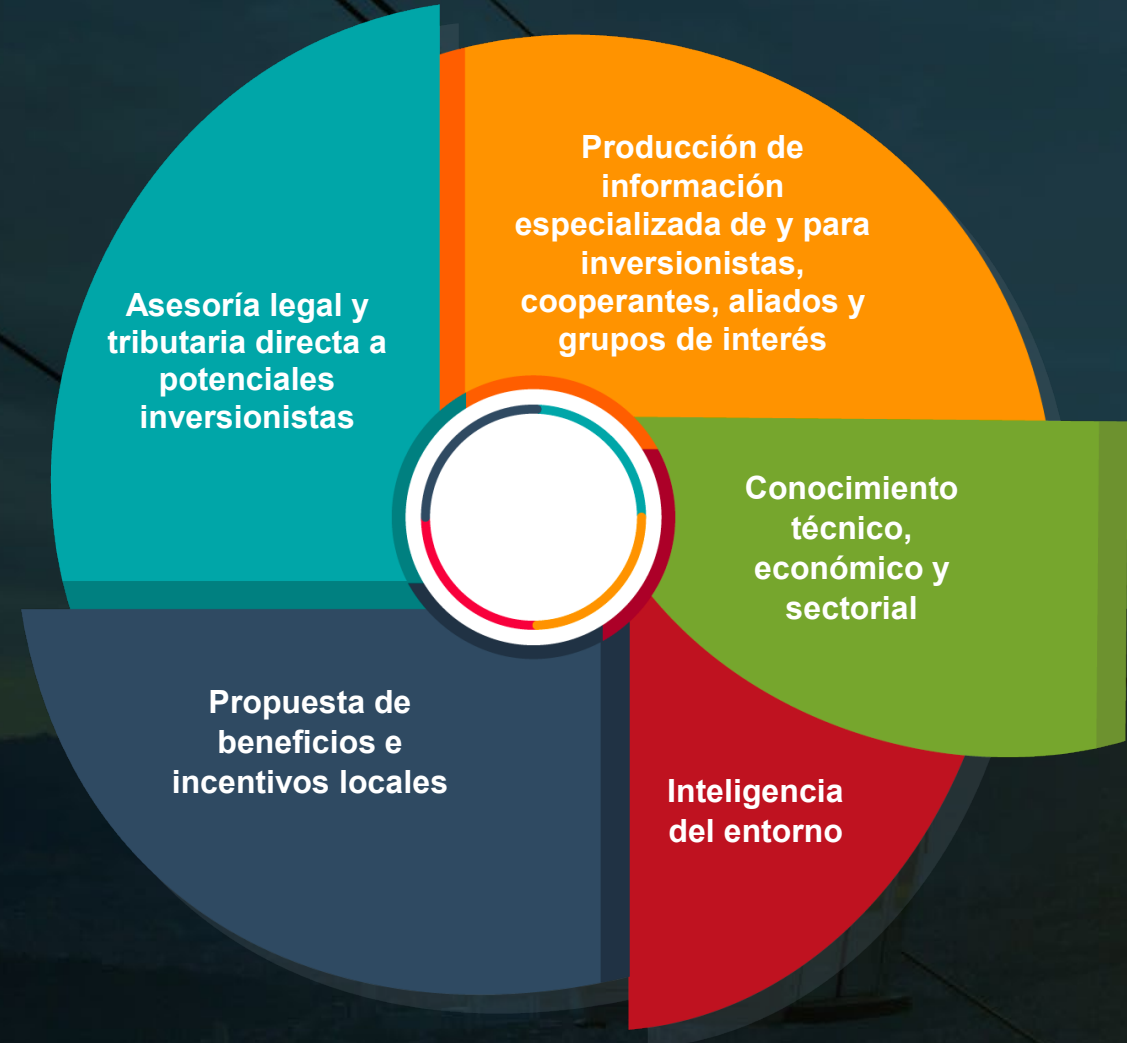 Producción de
información
especializada de y para
inversionistas,
cooperantes, aliados y
grupos de interés
Asesoría legal y
tributaria directa a
potenciales
inversionistas
Conocimiento
técnico,
económico y
sectorial
Propuesta de
beneficios e
incentivos locales
Inteligencia
del entorno